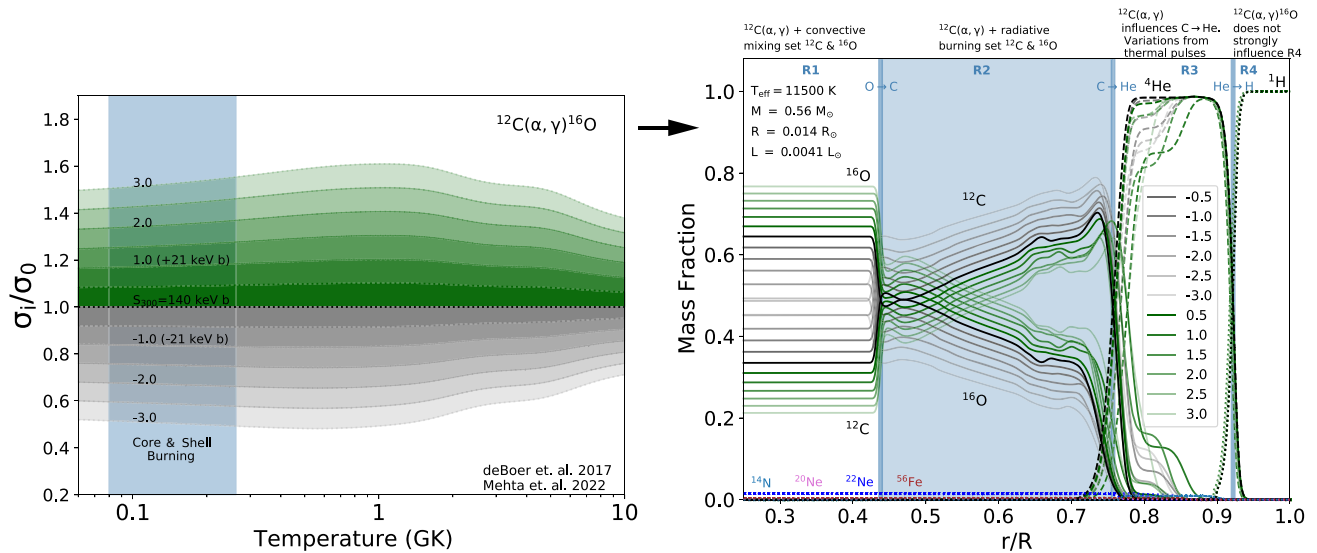 1.8
1.6
1.4
1.2
1.0
0.8
0.6
0.4
0.2
σᵢ/σ₀
¹²C(α, γ)¹⁶O
3.0
2.0
1.0 (+21 keV b)
S₃₀₀=140 keV b
-1.0 (-21 keV b)
-2.0
-3.0
Core & Shell
Burning
deBoer et. al. 2017
Mehta et. al. 2022
0.1
1
10
Temperature (GK)
¹²C(α, γ) + convective
mixing set ¹²C & ¹⁶O
¹²C(α, γ) + radiative
burning set ¹²C & ¹⁶O
¹²C(α, γ)
influences C→He.
Variations from
thermal pulses
¹²C(α, γ)¹⁶O
does not
strongly
influence R4
R1
R2
R3
R4
O→C
C→He
He→H
T_eff = 11500 K
M = 0.56 M☉
R = 0.014 R☉
L = 0.0041 L☉
⁴He
¹H
¹⁶O
¹²C
¹⁶O
¹²C
-0.5
-1.0
-1.5
-2.0
-2.5
-3.0
0.5
1.0
1.5
2.0
2.5
3.0
¹⁴N
²⁰Ne
²²Ne
⁵⁶Fe
1.0
0.8
0.6
0.4
0.2
0.0
Mass Fraction
0.3
0.4
0.5
0.6
0.7
0.8
0.9
1.0
r/R